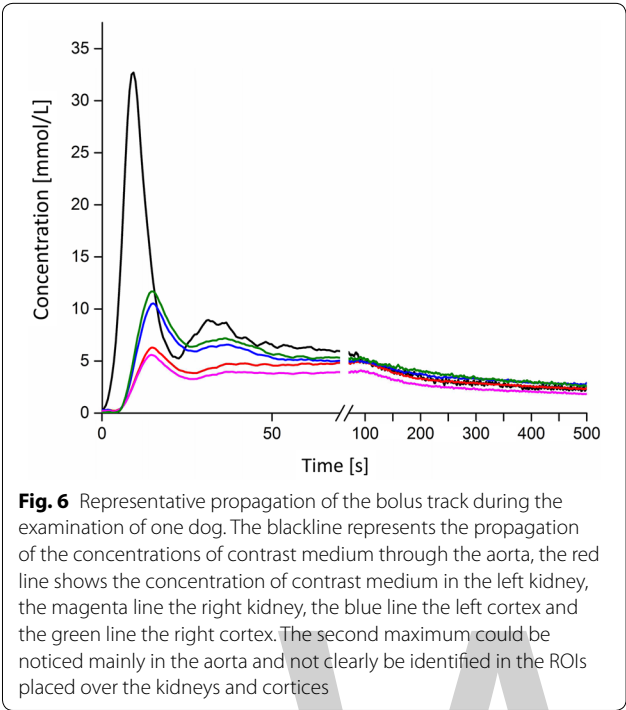 35
30
25
20
15
10
5
0
Concentration [mmol/L]
0 50 100 200 300 400 500
Time [s]
Fig. 6 Representative propagation of the bolus track during the
examination of one dog. The blackline represents the propagation
of the concentrations of contrast medium through the aorta, the red
line shows the concentration of contrast medium in the left kidney,
the magenta line the right kidney, the blue line the left cortex and
the green line the right cortex. The second maximum could be
noticed mainly in the aorta and not clearly be identified in the ROIs
placed over the kidneys and cortices